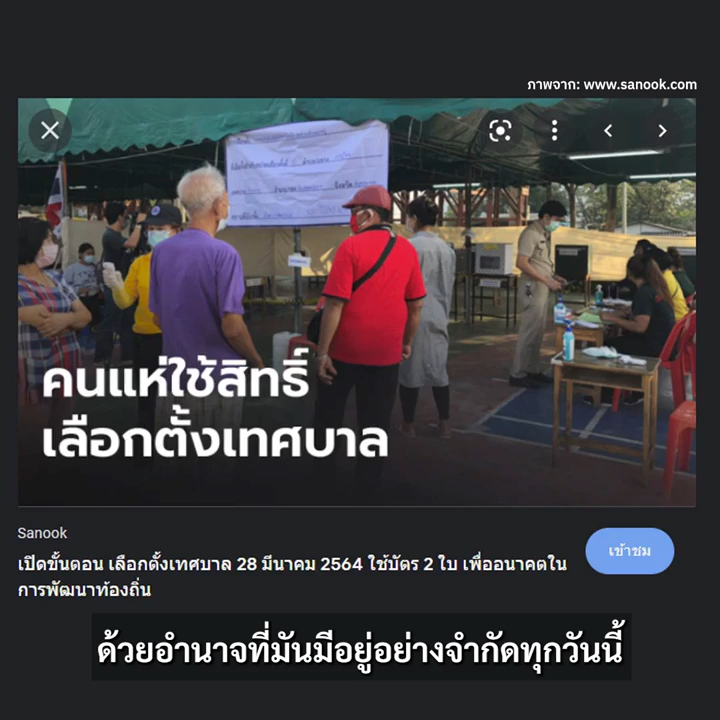 ภาพจาก: www.sanook.com
คนแห่ใช้สิทธิ์
เลือกตั้งเทศบาล
Sanook
เปิดขั้นตอน เลือกตั้งเทศบาล 28 มีนาคม 2564 ใช้บัตร 2 ใบ เพื่ออนาคตใน
การพัฒนาท้องถิ่น
เข้าชม
ด้วยอำนาจที่มันมีอยู่อย่างจำกัดทุกวันนี้